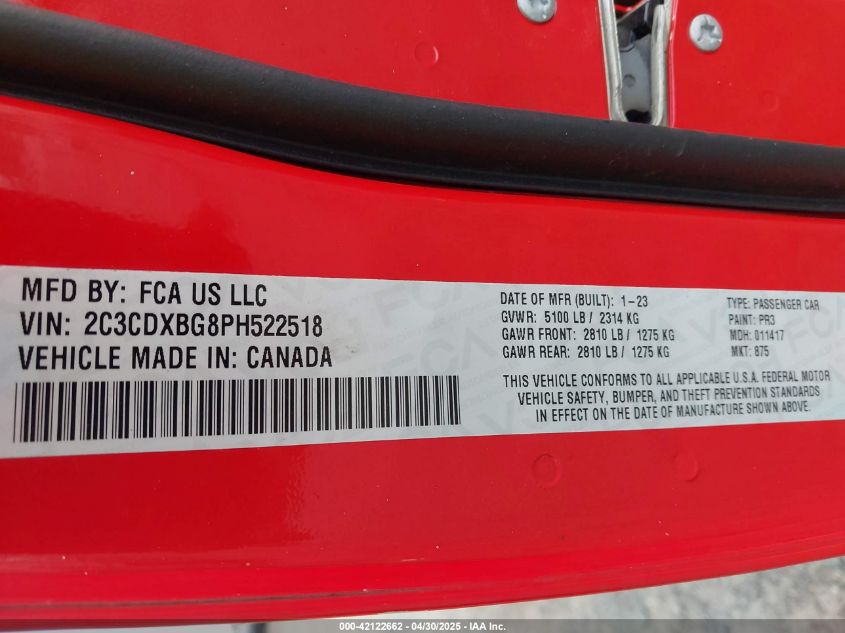 MFD BY: FCA US LLC
VIN: 2C3CDXBG8PH522518
VEHICLE MADE IN: CANADA
DATE OF MFR (BUILT): 1-23
GVWR: 5100 LB / 2314 KG
GAWR FRONT: 2810 LB / 1275 KG
GAWR REAR: 2810 LB / 1275 KG
TYPE: PASSENGER CAR
PAINT: PR3
MDH: 011417
MKT: 875
THIS VEHICLE CONFORMS TO ALL APPLICABLE U.S.A. FEDERAL MOTOR
VEHICLE SAFETY, BUMPER, AND THEFT PREVENTION STANDARDS
IN EFFECT ON THE DATE OF MANUFACTURE SHOWN ABOVE.
000-42122662 - 04/30/2025 - IAA Inc.